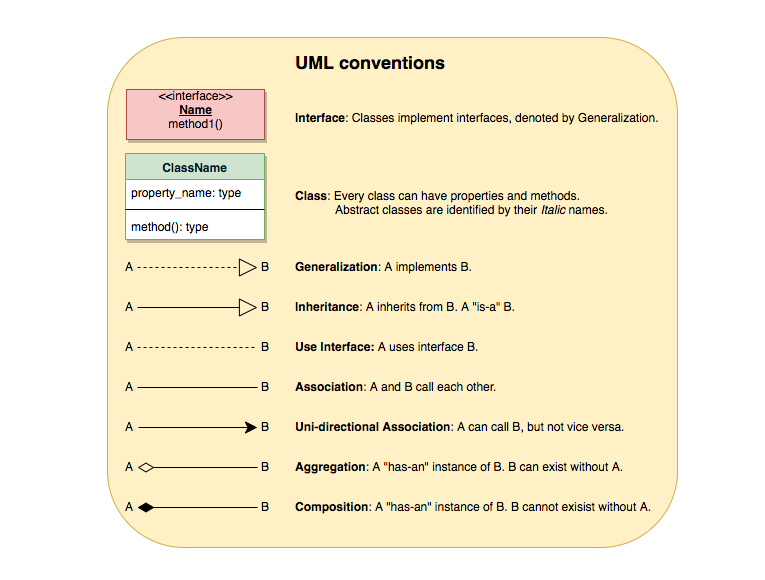 UML conventions
<<interface>>
Name
method1()
Interface: Classes implement interfaces, denoted by Generalization.
ClassName
property_name: type
method(): type
Class: Every class can have properties and methods.
Abstract classes are identified by their Italic names.
A B Generalization: A implements B.
A B Inheritance: A inherits from B. A "is-a" B.
A B Use Interface: A uses interface B.
A B Association: A and B call each other.
A B Uni-directional Association: A can call B, but not vice versa.
A B Aggregation: A "has-an" instance of B. B can exist without A.
A B Composition: A "has-an" instance of B. B cannot exisist without A.